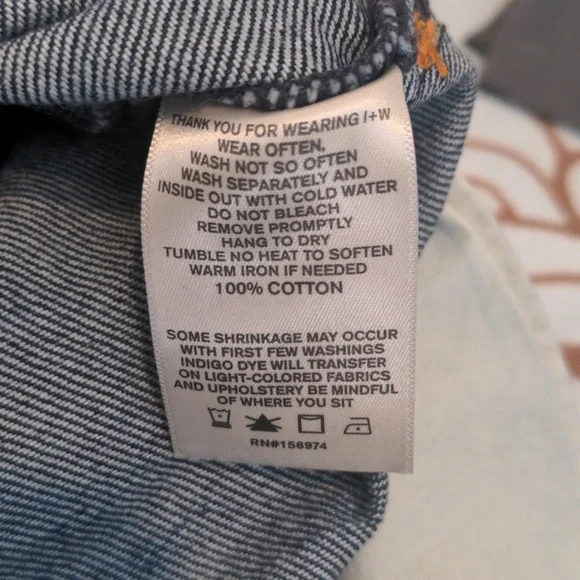 THANK YOU FOR WEARING I+W
WEAR OFTEN,
WASH NOT SO OFTEN
WASH SEPARATELY AND
INSIDE OUT WITH COLD WATER
DO NOT BLEACH
REMOVE PROMPTLY
HANG TO DRY
TUMBLE NO HEAT TO SOFTEN
WARM IRON IF NEEDED
100% COTTON
SOME SHRINKAGE MAY OCCUR
WITH FIRST FEW WASHINGS
INDIGO DYE WILL TRANSFER
ON LIGHT-COLORED FABRICS
AND UPHOLSTERY BE MINDFUL
OF WHERE YOU SIT
RN#156974